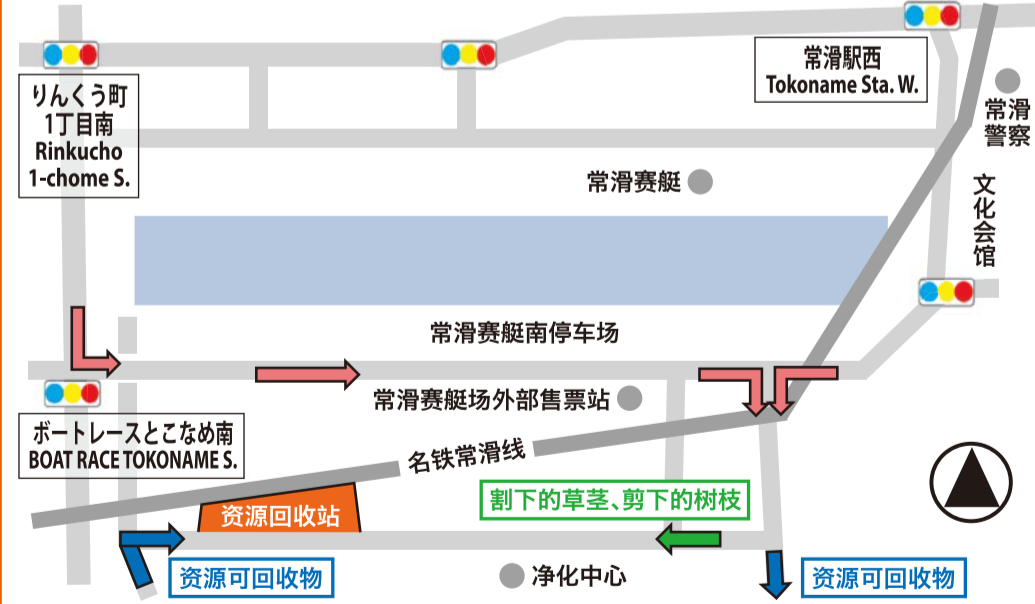 りんくう町
1丁目南
Rinkucho
1-chome S.
常滑駅西
Tokoname Sta. W.
常滑
警察
文化会馆
常滑赛艇
常滑赛艇南停车场
常滑赛艇场外部售票站
ボートレースとこなめ南
BOAT RACE TOKONAME S.
名铁常滑线
割下的草茎、剪下的树枝
资源回收站
资源可回收物
净化中心
资源可回收物